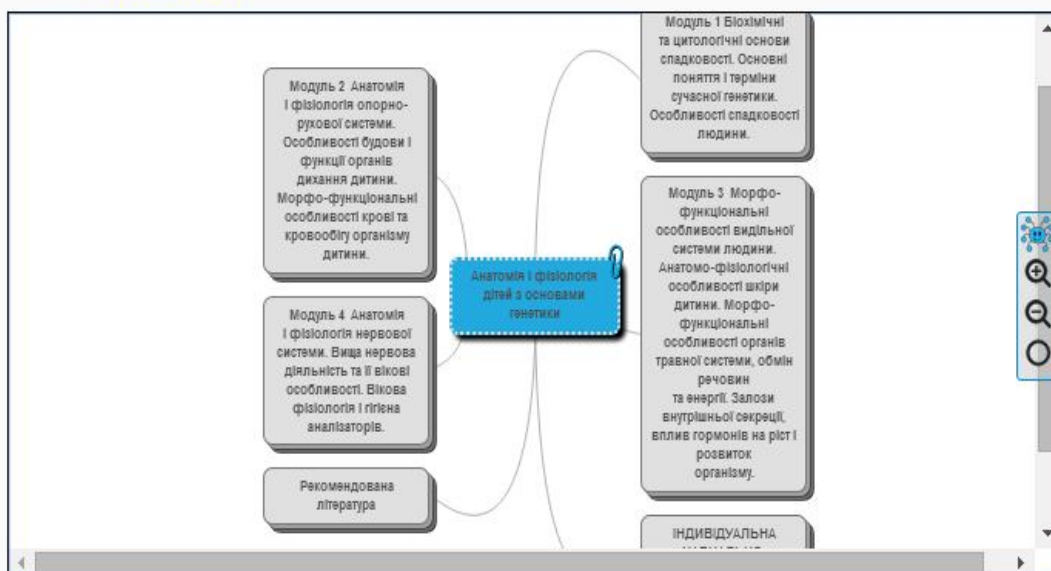 Модуль 2 Анатомія
і фізіологія опорно-
рухової системи.
Особливості будови і
функції органів
дихання дитини.
Морфо-функціональні
особливості крові та
кровообігу організму
дитини.
Модуль 4 Анатомія
і фізіологія нервової
системи. Вища нервова
діяльність та її вікові
особливості. Вікова
фізіологія і гігієна
аналізаторів.
Рекомендована
література
Анатомія і фізіологія
дітей з основами
генетики
Модуль 1 Біохімічні
та цитологічні основи
спадковості. Основні
поняття і терміни
сучасної генетики.
Особливості спадковості
людини.
Модуль 3 Морфо-
функціональні
особливості видільної
системи людини.
Анатомо-фізіологічні
особливості шкіри
дитини. Морфо-
функціональні
особливості органів
травної системи, обмін
речовин
та енергії. Залози
внутрішньої секреції,
вплив гормонів на ріст і
розвиток
організму.
ІНДИВІДУАЛЬНА